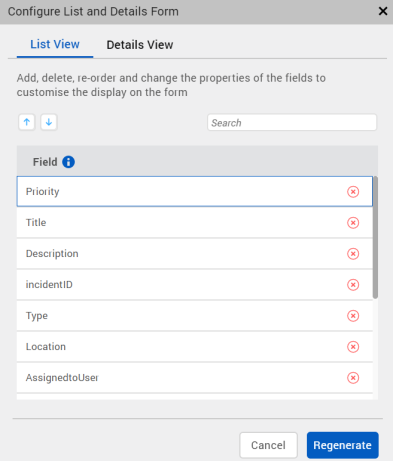 Configure List and Details Form
List View
Details View
Add, delete, re-order and change the properties of the fields to
customise the display on the form
Search
Field
Priority
Title
Description
incidentID
Type
Location
AssignedtoUser
Cancel
Regenerate